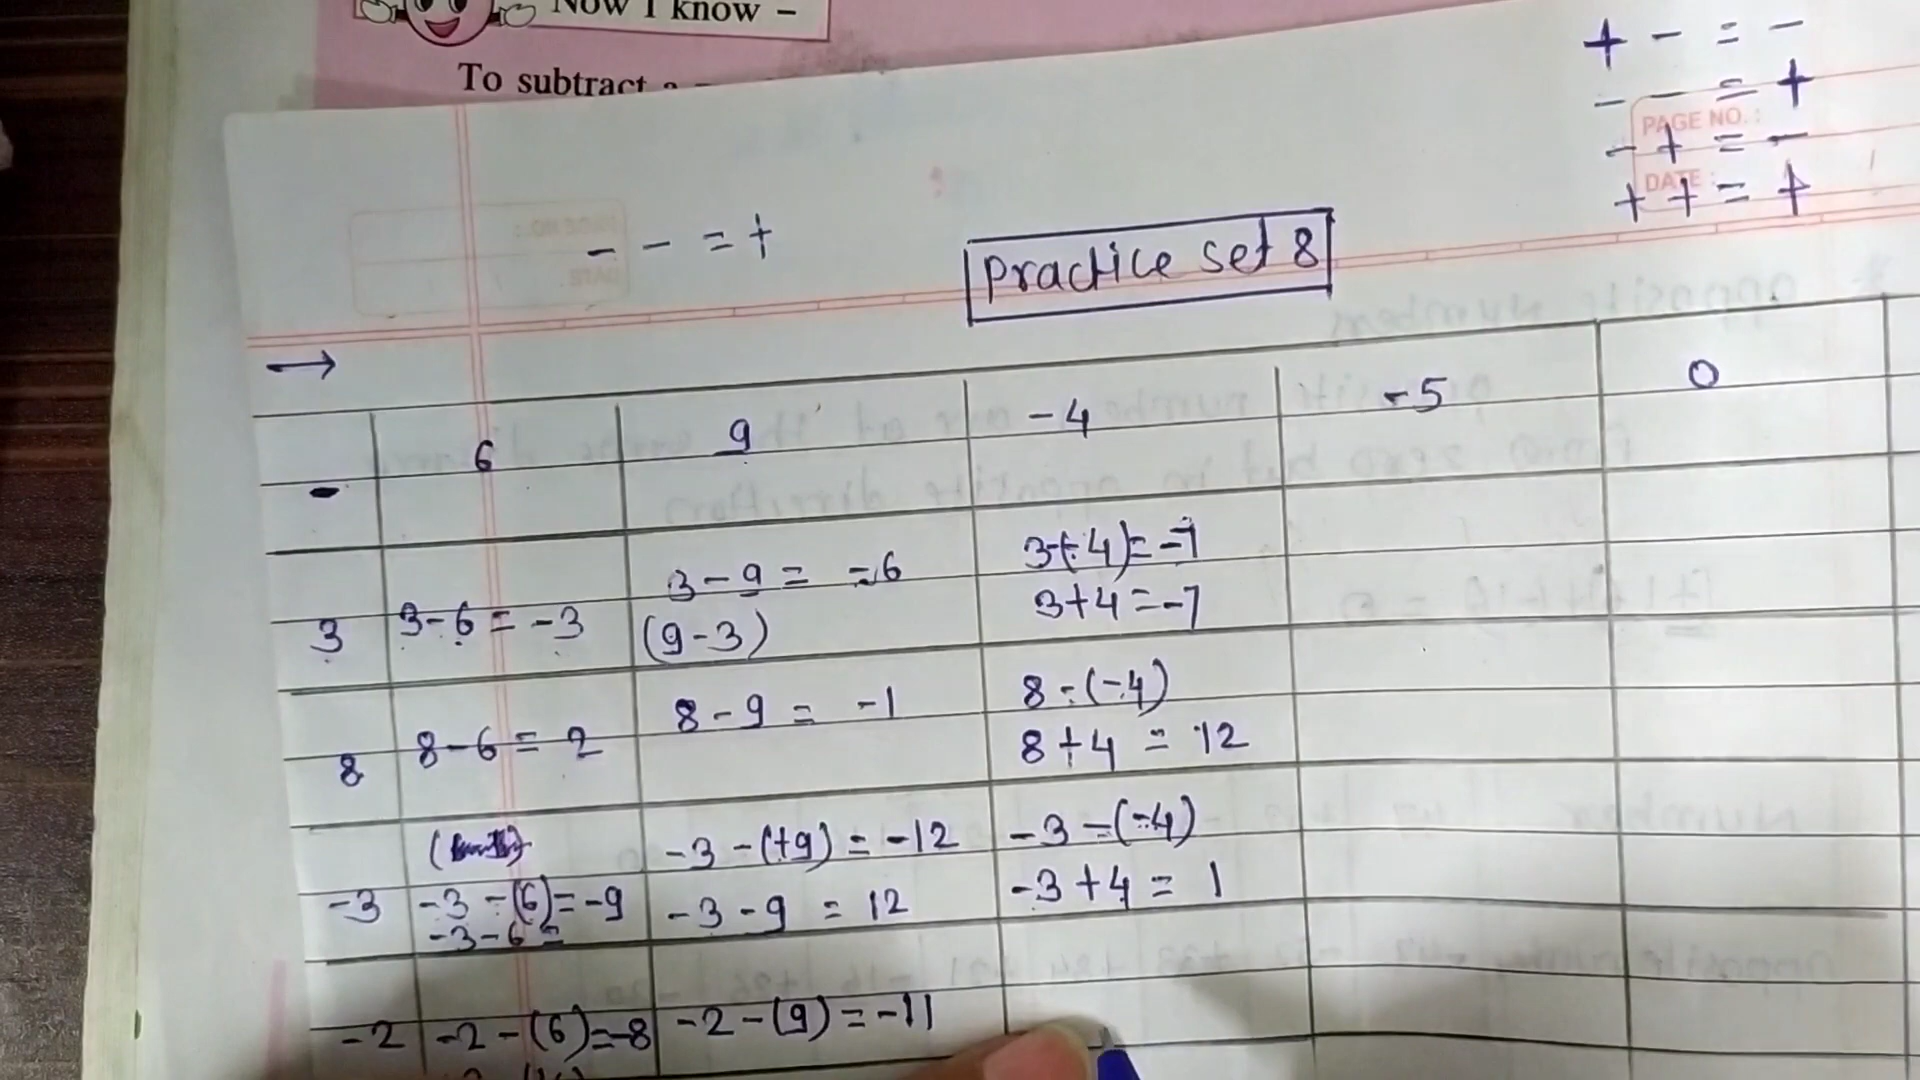 Now I know –
To subtract a
+ - = -
- - = +
- + = -
+ + = +
PAGE NO. :
DATE :
- - = +
Practice set 8
→
- 6 9 -4 -5 0
3 3-6 = -3 3-9 = -6 3-(-4) = -7
(9-3) 3+4 = -7
8 8-6 = 2 8-9 = -1 8-(-4)
8+4 = 12
-3 -3-(6) = -9 -3-(+9) = -12 -3-(-4)
-3-6 = -3-9 = 12 -3+4 = 1
-2 -2-(6) = -8 -2-(9) = -11